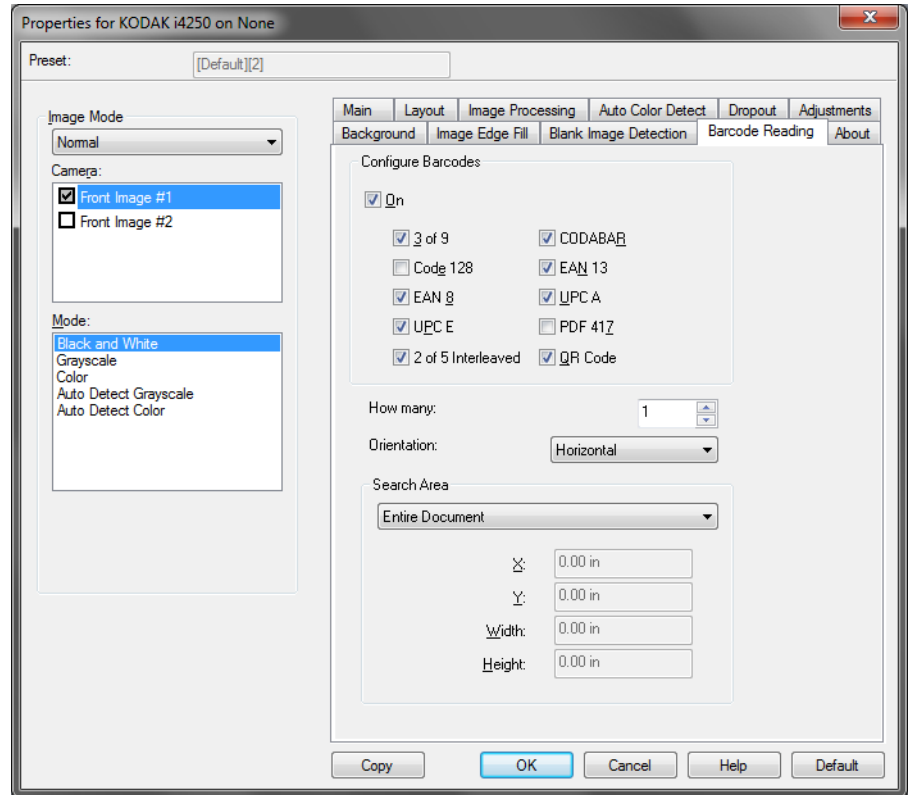 Properties for KODAK i4250 on None
Preset: [Default][2]
Image Mode
Normal
Camera:
Front Image #1
Front Image #2
Mode:
Black and White
Grayscale
Color
Auto Detect Grayscale
Auto Detect Color
Main Layout Image Processing Auto Color Detect Dropout Adjustments
Background Image Edge Fill Blank Image Detection Barcode Reading About
Configure Barcodes
On
3 of 9 CODABAR
Code 128 EAN 13
EAN 8 UPC A
UPC E PDF 417
2 of 5 Interleaved QR Code
How many: 1
Orientation: Horizontal
Search Area
Entire Document
X: 0.00 in
Y: 0.00 in
Width: 0.00 in
Height: 0.00 in
Copy OK Cancel Help Default